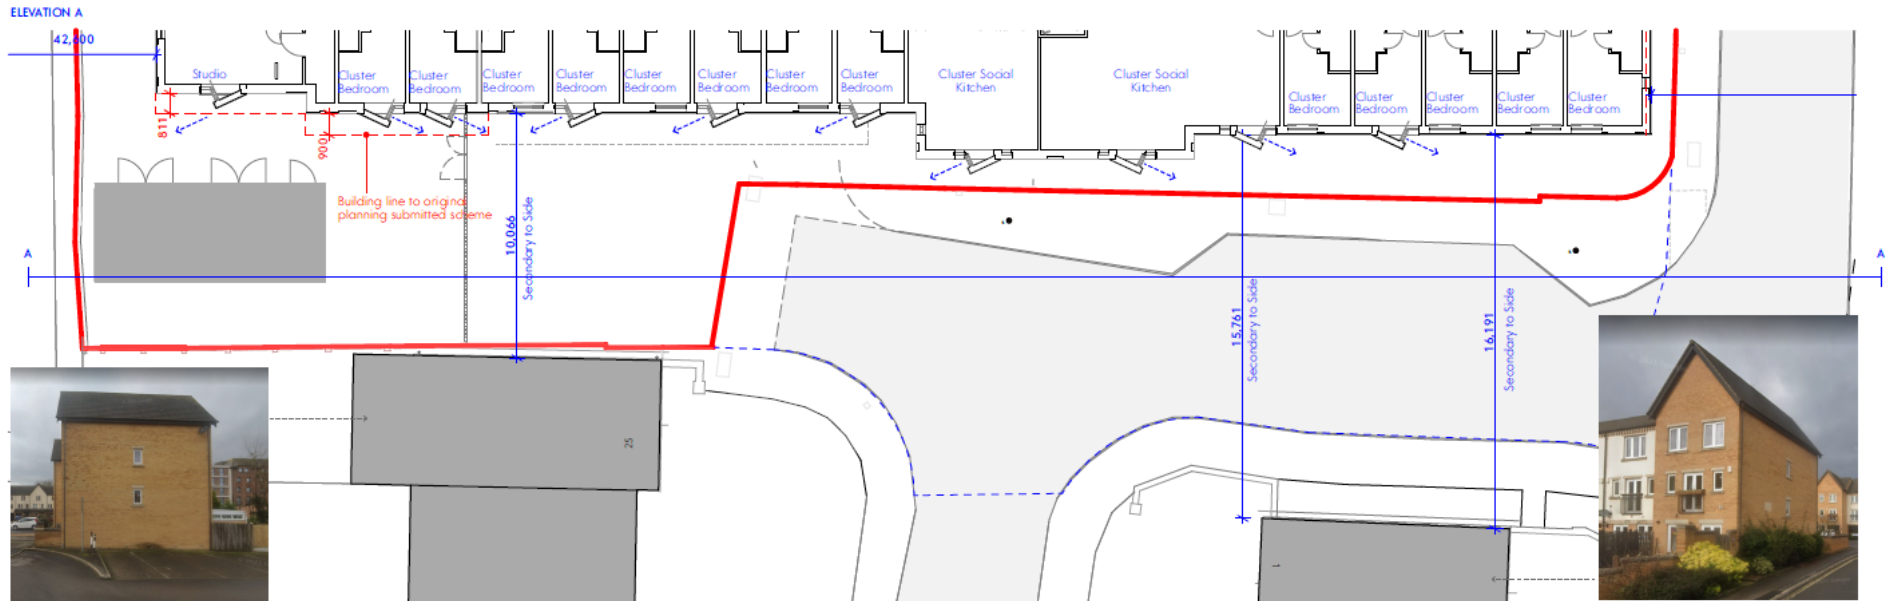 ELEVATION A
42,600
Studio
Cluster
Bedroom
Cluster
Bedroom
Cluster
Bedroom
Cluster
Bedroom
Cluster
Bedroom
Cluster
Bedroom
Cluster
Bedroom
Cluster
Bedroom
Cluster Social
Kitchen
Cluster Social
Kitchen
Cluster
Bedroom
Cluster
Bedroom
Cluster
Bedroom
Cluster
Bedroom
Cluster
Bedroom
811
900
Building line to original
planning submitted scheme
10,066
Secondary to Side
A
A
15,761
Secondary to Side
16,191
Secondary to Side
25
1